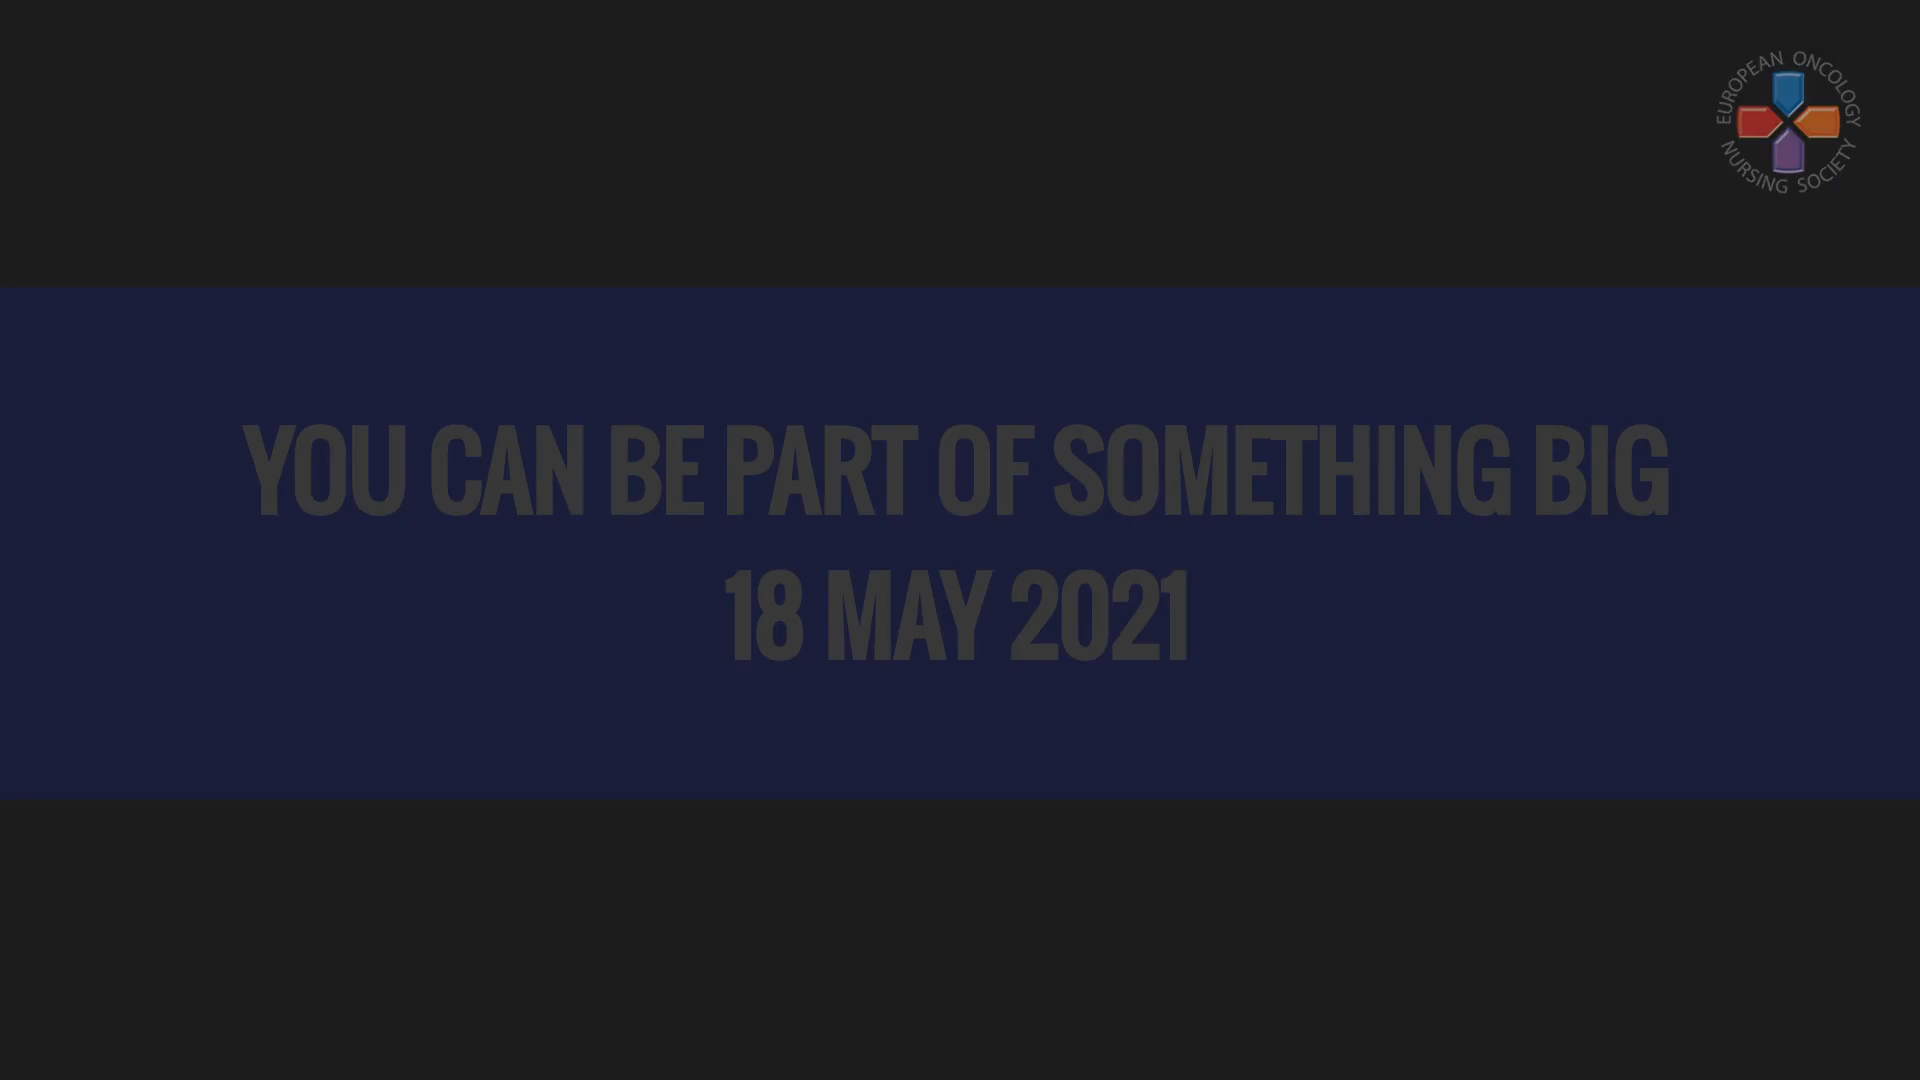 EUROPEAN ONCOLOGY
NURSING SOCIETY
YOU CAN BE PART OF SOMETHING BIG
18 MAY 2021